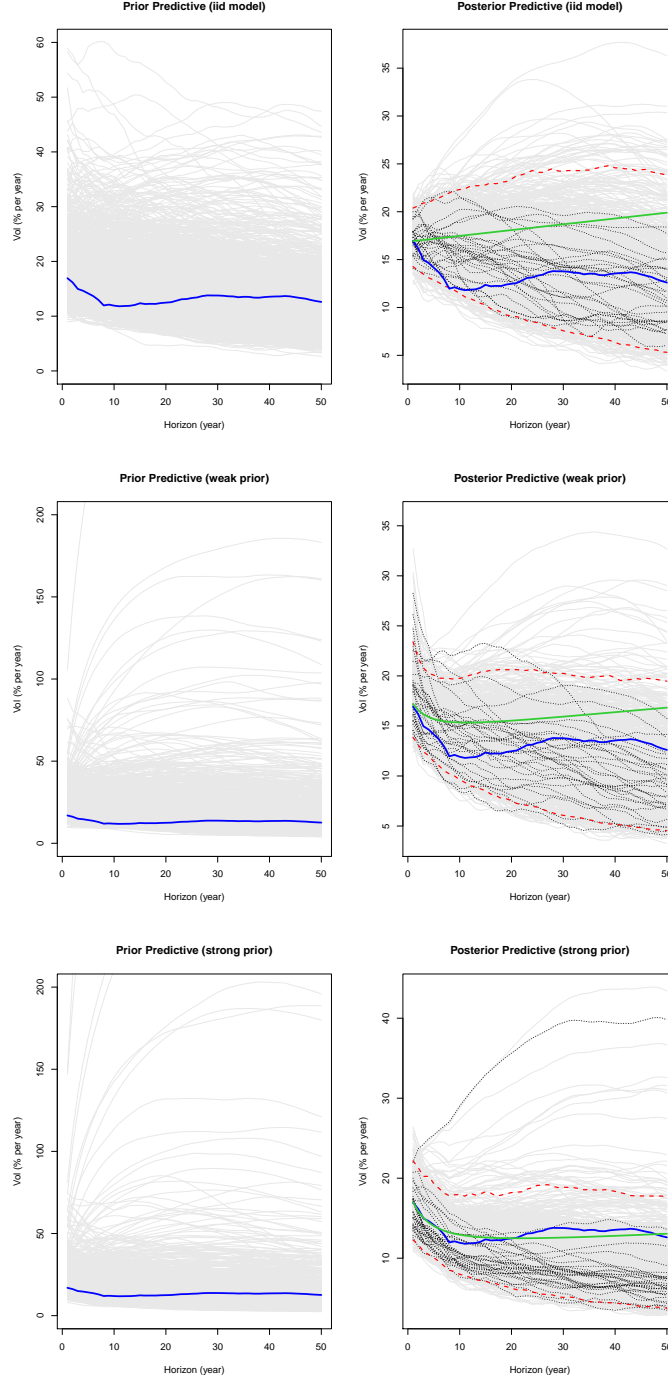 Prior Predictive (iid model)
Vol (% per year)
60
50
40
30
20
10
0
0 10 20 30 40 50
Horizon (year)
Posterior Predictive (iid model)
Vol (% per year)
35
30
25
20
15
10
5
0 10 20 30 40 50
Horizon (year)
Prior Predictive (weak prior)
Vol (% per year)
200
150
100
50
0
0 10 20 30 40 50
Horizon (year)
Posterior Predictive (weak prior)
Vol (% per year)
35
30
25
20
15
10
5
0 10 20 30 40 50
Horizon (year)
Prior Predictive (strong prior)
Vol (% per year)
200
150
100
50
0
0 10 20 30 40 50
Horizon (year)
Posterior Predictive (strong prior)
Vol (% per year)
40
30
20
10
0 10 20 30 40 50
Horizon (year)